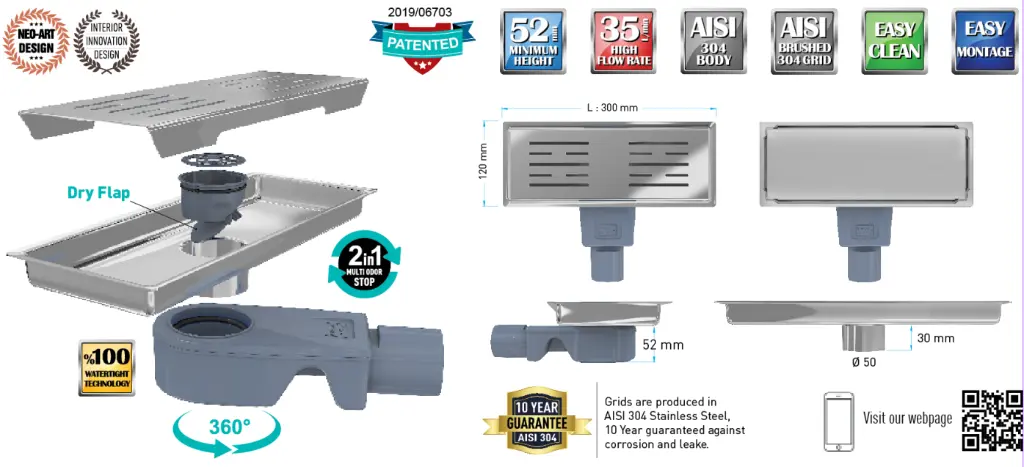 NEO-ART
DESIGN
INTERIOR
INNOVATION
DESIGN
2019/06703
PATENTED
52 mm
MINIMUM
HEIGHT
35 L/min
HIGH
FLOW RATE
AISI
304
BODY
AISI
BRUSHED
304 GRID
EASY
CLEAN
EASY
MONTAGE
L : 300 mm
120 mm
Dry Flap
2in1
MULTI ODOR
STOP
%100
WATERTIGHT
TECHNOLOGY
360°
52 mm
30 mm
Ø 50
10 YEAR
GUARANTEE
AISI 304
Grids are produced in
AISI 304 Stainless Steel,
10 Year guaranteed against
corrosion and leake.
Visit our webpage